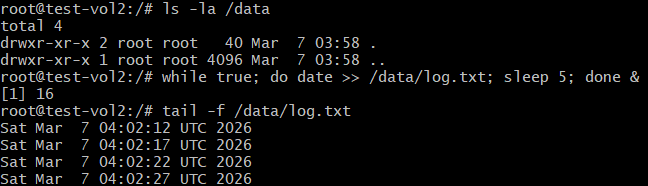 root@test-vol2:/# ls -la /data
total 4
drwxr-xr-x 2 root root   40 Mar  7 03:58 .
drwxr-xr-x 1 root root 4096 Mar  7 03:58 ..
root@test-vol2:/# while true; do date >> /data/log.txt; sleep 5; done &
[1] 16
root@test-vol2:/# tail -f /data/log.txt
Sat Mar  7 04:02:12 UTC 2026
Sat Mar  7 04:02:17 UTC 2026
Sat Mar  7 04:02:22 UTC 2026
Sat Mar  7 04:02:27 UTC 2026